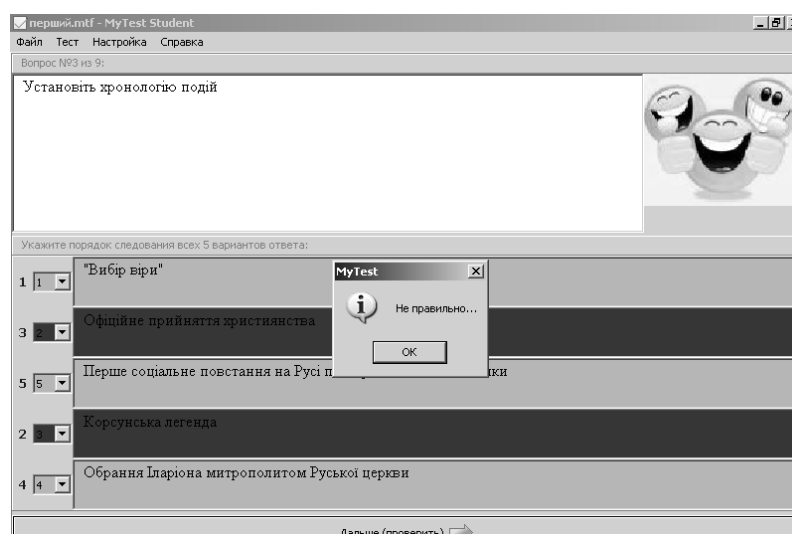 перший.mtf - MyTest Student
Файл Тест Настройка Справка
Вопрос №3 из 9:
Установіть хронологію подій
Укажите порядок следования всех 5 вариантов ответа:
1 1 "Вибір віри"
MyTest
Не правильно...
OK
3 2 Офіційне прийняття християнства
5 5 Перше соціальне повстання на Русі
2 3 Корсунська легенда
4 4 Обрання Іларіона митрополитом Руської церкви
Дальше (проверить)